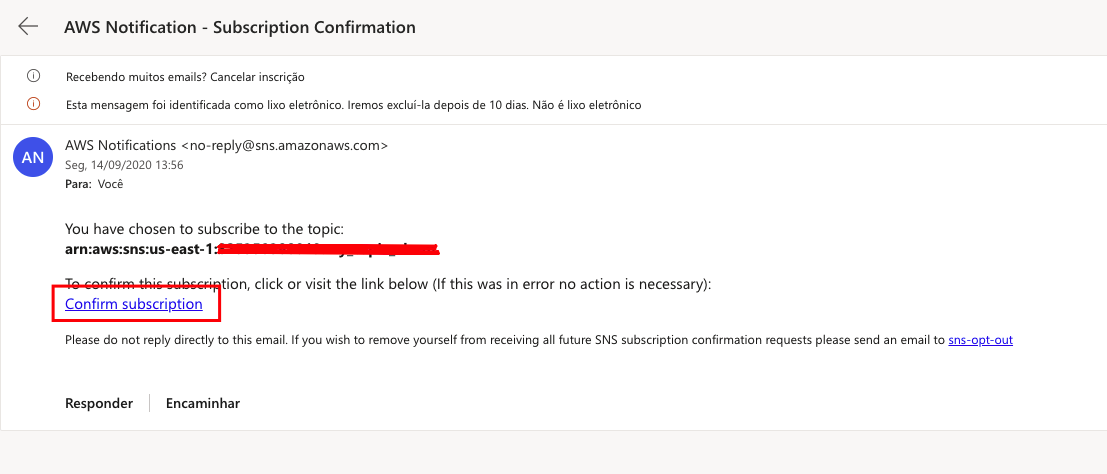 AWS Notification - Subscription Confirmation
Recebendo muitos emails? Cancelar inscrição
Esta mensagem foi identificada como lixo eletrônico. Iremos excluí-la depois de 10 dias. Não é lixo eletrônico
AN
AWS Notifications <no-reply@sns.amazonaws.com>
Seg, 14/09/2020 13:56
Para: Você
You have chosen to subscribe to the topic:
arn:aws:sns:us-east-1:
To confirm this subscription, click or visit the link below (If this was in error no action is necessary):
Confirm subscription
Please do not reply directly to this email. If you wish to remove yourself from receiving all future SNS subscription confirmation requests please send an email to sns-opt-out
Responder
Encaminhar